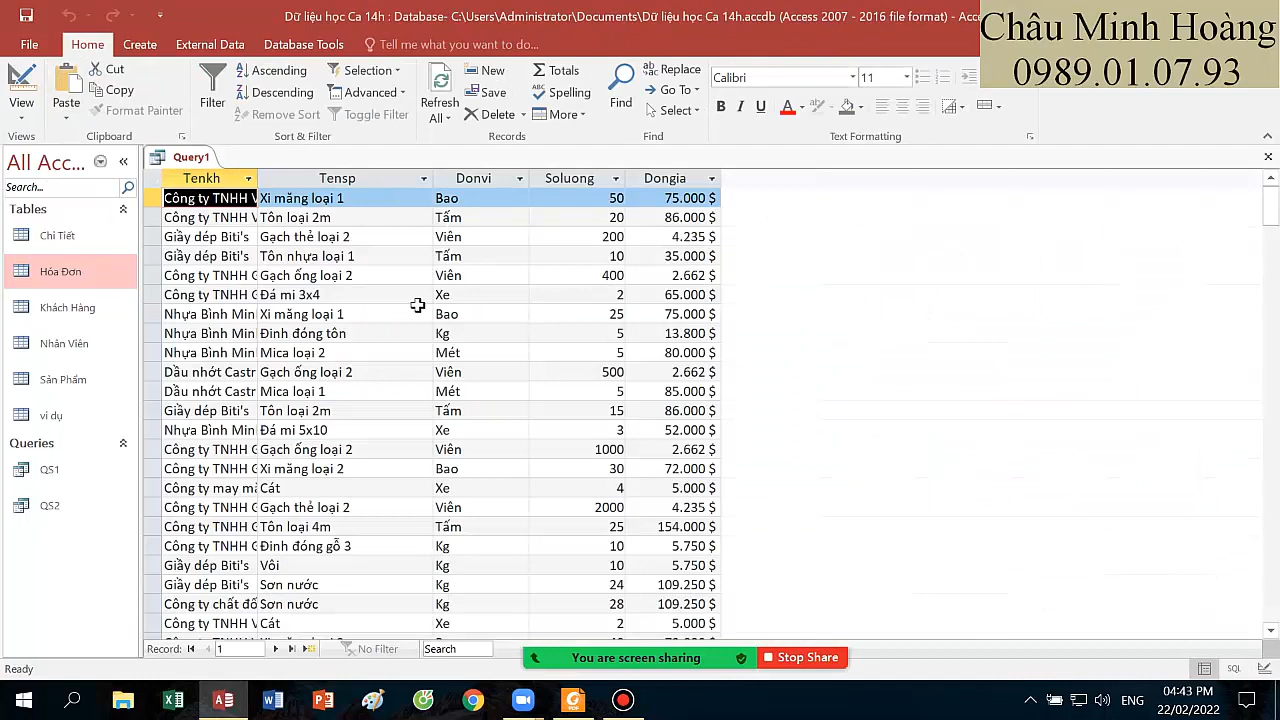 Dữ liệu học Ca 14h : Database- C:\Users\Administrator\Documents\Dữ liệu học Ca 14h.accdb (Access 2007 - 2016 file format) - Acce
Châu Minh Hoàng
0989.01.07.93
File Home Create External Data Database Tools Tell me what you want to do...
View Paste Cut Copy Format Painter Filter Ascending Descending Remove Sort Selection Advanced Toggle Filter Refresh All New Save Delete Totals Spelling More Find Replace Go To Select Calibri 11 B I U A
Views Clipboard Sort & Filter Records Find Text Formatting
All Acc...
Search...
Tables
Chi Tiết
Hóa Đơn
Khách Hàng
Nhân Viên
Sản Phẩm
ví dụ
Queries
QS1
QS2
Query1
Tenkh Tensp Donvi Soluong Dongia
Công ty TNHH V Xi măng loại 1 Bao 50 75.000 $
Công ty TNHH V Tôn loại 2m Tấm 20 86.000 $
Giầy dép Biti's Gạch thẻ loại 2 Viên 200 4.235 $
Giầy dép Biti's Tôn nhựa loại 1 Tấm 10 35.000 $
Công ty TNHH G Gạch ống loại 2 Viên 400 2.662 $
Công ty TNHH G Đá mi 3x4 Xe 2 65.000 $
Nhựa Bình Min Xi măng loại 1 Bao 25 75.000 $
Nhựa Bình Min Đinh đóng tôn Kg 5 13.800 $
Nhựa Bình Min Mica loại 2 Mét 5 80.000 $
Dầu nhớt Castr Gạch ống loại 2 Viên 500 2.662 $
Dầu nhớt Castr Mica loại 1 Mét 5 85.000 $
Giầy dép Biti's Tôn loại 2m Tấm 15 86.000 $
Nhựa Bình Min Đá mi 5x10 Xe 3 52.000 $
Công ty TNHH G Gạch ống loại 2 Viên 1000 2.662 $
Công ty TNHH G Xi măng loại 2 Bao 30 72.000 $
Công ty may mà Cát Xe 4 5.000 $
Công ty TNHH V Gạch thẻ loại 2 Viên 2000 4.235 $
Công ty TNHH G Tôn loại 4m Tấm 25 154.000 $
Công ty TNHH G Đinh đóng gỗ 3 Kg 10 5.750 $
Giầy dép Biti's Vôi Kg 10 5.750 $
Giầy dép Biti's Sơn nước Kg 24 109.250 $
Công ty chất đố Sơn nước Kg 28 109.250 $
Công ty TNHH V Cát Xe 2 5.000 $
Record: 1 No Filter Search
You are screen sharing Stop Share
Ready SQL
ENG 04:43 PM
22/02/2022